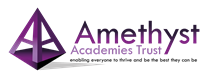 Amethyst
Academies Trust
enabling everyone to thrive and be the best they can be